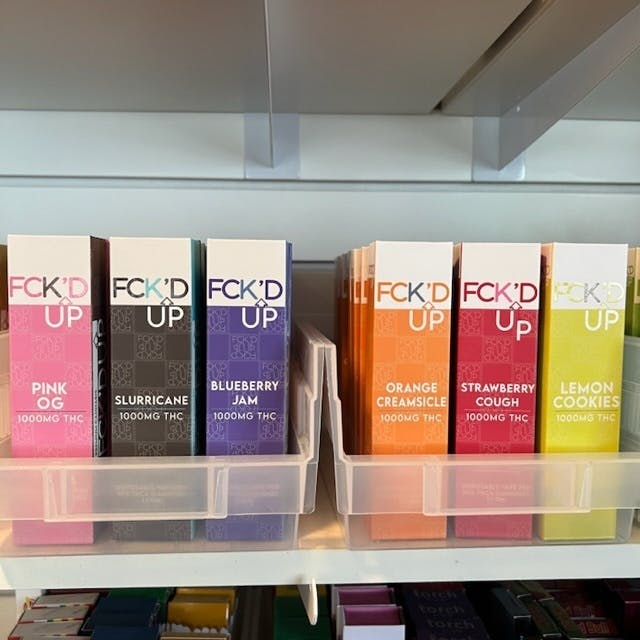 FCK'D
UP
PINK
OG
1000MG THC
FCK'D
UP
SLURRICANE
1000MG THC
FCK'D
UP
BLUEBERRY
JAM
1000MG THC
FCK'D
UP
ORANGE
CREAMSICLE
1000MG THC
FCK'D
UP
STRAWBERRY
COUGH
1000MG THC
FCK'D
UP
LEMON
COOKIES
1000MG THC
torch